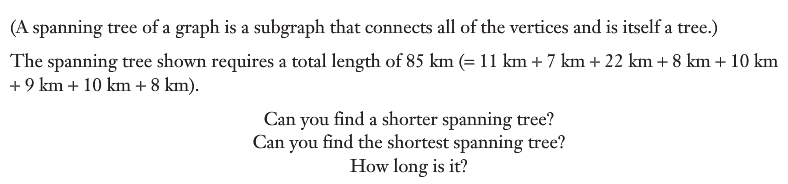 (A spanning tree of a graph is a subgraph that connects all of the vertices and is itself a tree.)
The spanning tree shown requires a total length of 85 km (= 11 km + 7 km + 22 km + 8 km + 10 km
+ 9 km + 10 km + 8 km).
Can you find a shorter spanning tree?
Can you find the shortest spanning tree?
How long is it?